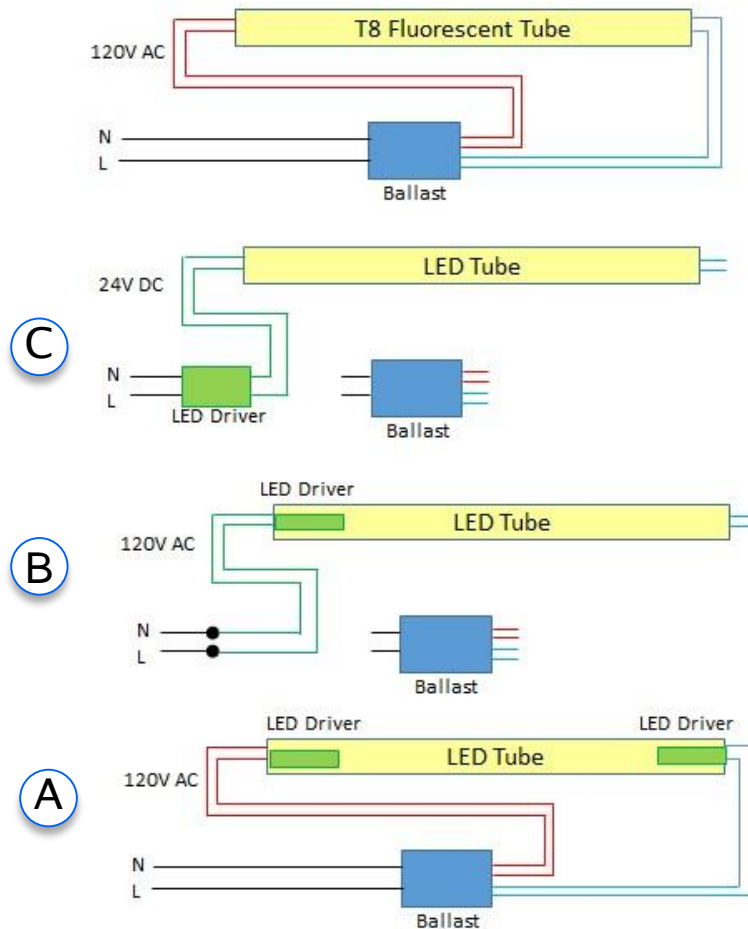 T8 Fluorescent Tube
120V AC
N
L
Ballast
LED Tube
24V DC
C
N
L
LED Driver
Ballast
LED Driver
LED Tube
120V AC
B
N
L
Ballast
LED Driver
LED Driver
LED Tube
120V AC
A
N
L
Ballast